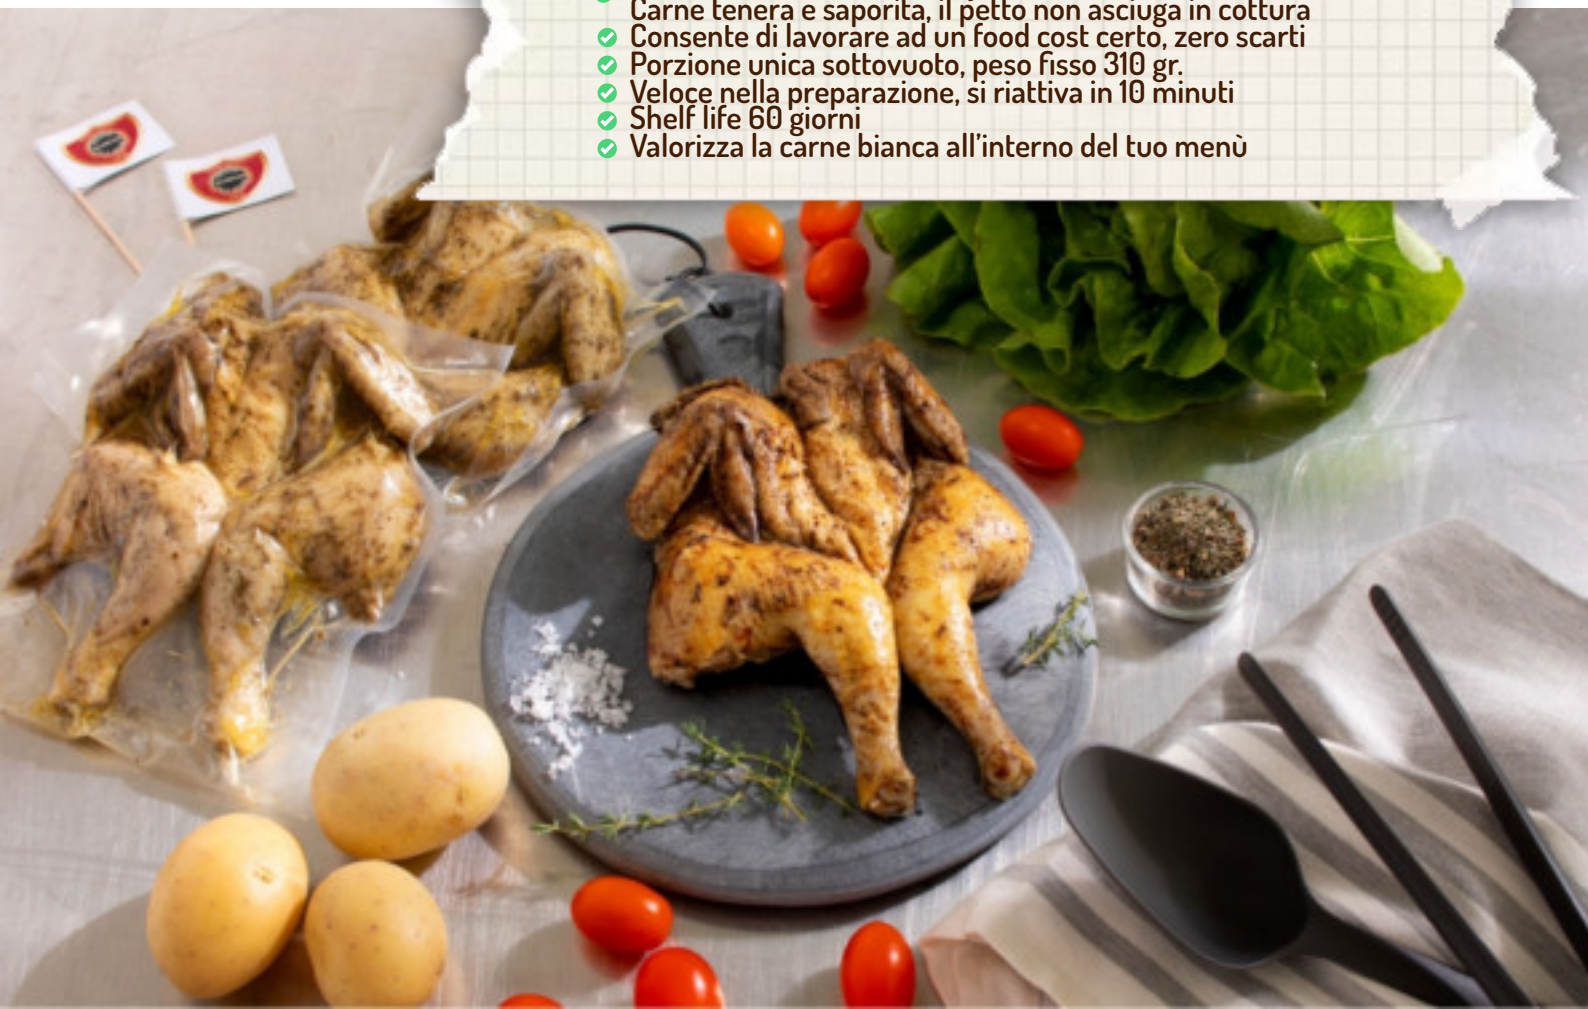 Carne tenera e saporita, il petto non asciuga in cottura
Consente di lavorare ad un food cost certo, zero scarti
Porzione unica sottovuoto, peso fisso 310 gr.
Veloce nella preparazione, si riattiva in 10 minuti
Shelf life 60 giorni
Valorizza la carne bianca all'interno del tuo menù